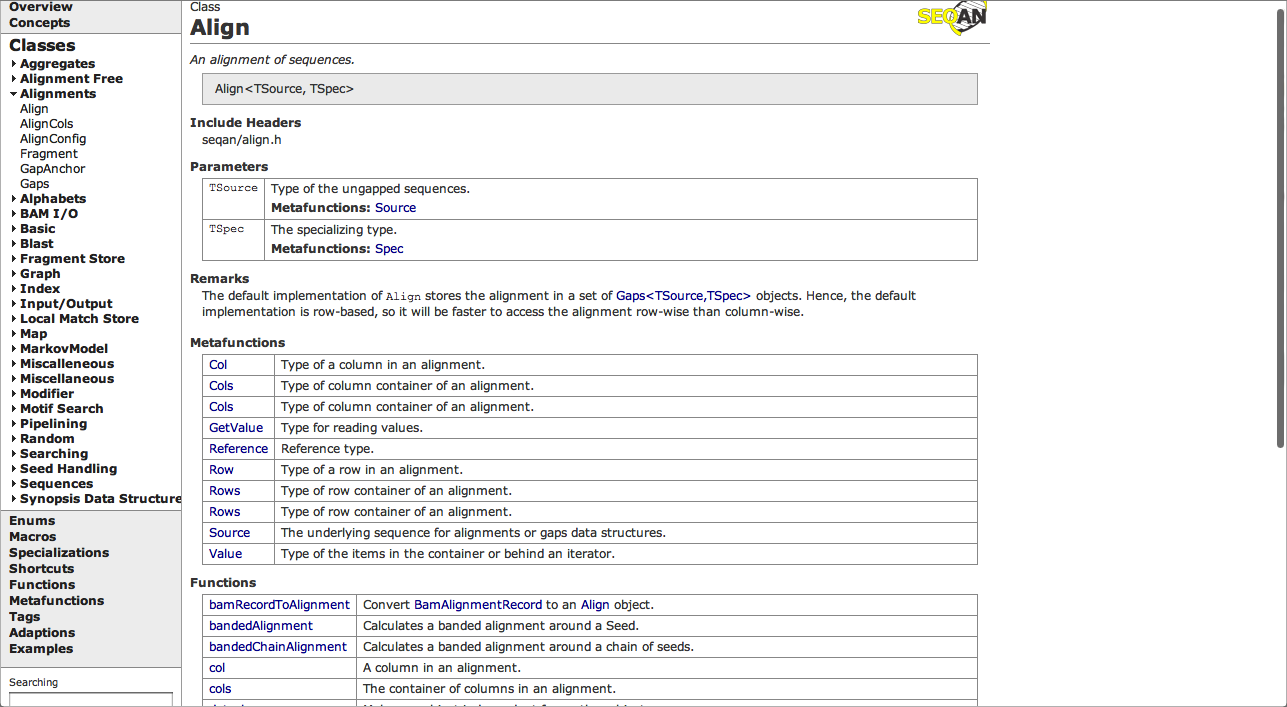 Overview
Concepts
Classes
Aggregates
Alignment Free
Alignments
Align
AlignCols
AlignConfig
Fragment
GapAnchor
Gaps
Alphabets
BAM I/O
Basic
Blast
Fragment Store
Graph
Index
Input/Output
Local Match Store
Map
MarkovModel
Miscalleneous
Miscellaneous
Modifier
Motif Search
Pipelining
Random
Searching
Seed Handling
Sequences
Synopsis Data Structure
Enums
Macros
Specializations
Shortcuts
Functions
Metafunctions
Tags
Adaptions
Examples
Searching
Class
Align
SEQAN
An alignment of sequences.
Align<TSource, TSpec>
Include Headers
seqan/align.h
Parameters
TSource Type of the ungapped sequences.
Metafunctions: Source
TSpec The specializing type.
Metafunctions: Spec
Remarks
The default implementation of Align stores the alignment in a set of Gaps<TSource,TSpec> objects. Hence, the default
implementation is row-based, so it will be faster to access the alignment row-wise than column-wise.
Metafunctions
Col Type of a column in an alignment.
Cols Type of column container of an alignment.
Cols Type of column container of an alignment.
GetValue Type for reading values.
Reference Reference type.
Row Type of a row in an alignment.
Rows Type of row container of an alignment.
Rows Type of row container of an alignment.
Source The underlying sequence for alignments or gaps data structures.
Value Type of the items in the container or behind an iterator.
Functions
bamRecordToAlignment Convert BamAlignmentRecord to an Align object.
bandedAlignment Calculates a banded alignment around a Seed.
bandedChainAlignment Calculates a banded alignment around a chain of seeds.
col A column in an alignment.
cols The container of columns in an alignment.